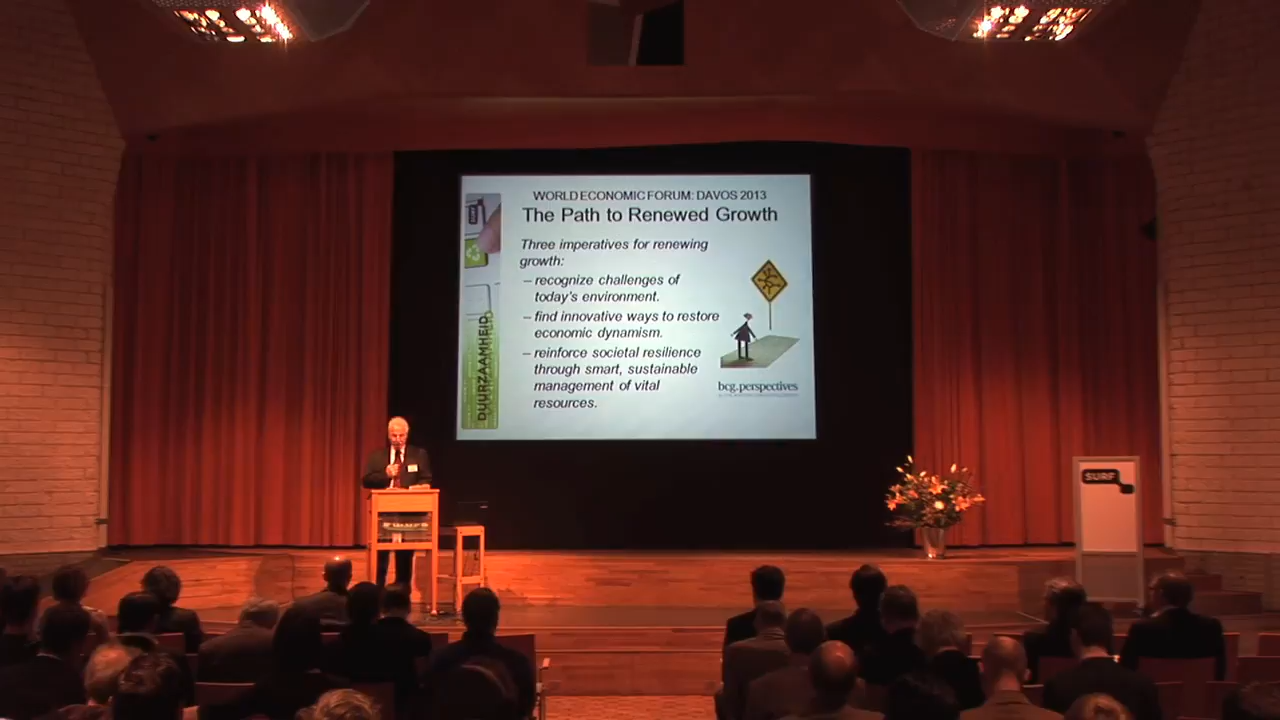 WORLD ECONOMIC FORUM: DAVOS 2013
The Path to Renewed Growth
Three imperatives for renewing
growth:
– recognize challenges of
today's environment.
– find innovative ways to restore
economic dynamism.
– reinforce societal resilience
through smart, sustainable
management of vital
resources.
bcg.perspectives
DUURZAAMHEID
SURF